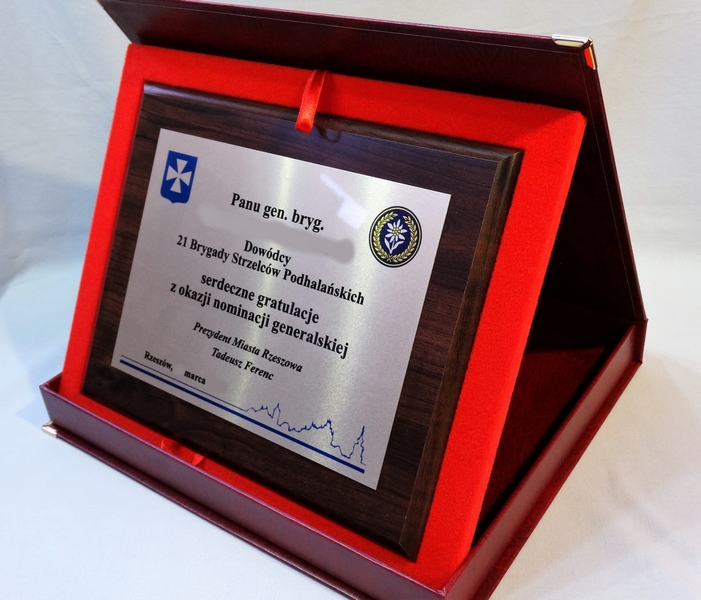 Panu gen. bryg.
Dowódcy
21 Brygady Strzelców Podhalańskich
serdeczne gratulacje
z okazji nominacji generalskiej
Prezydent Miasta Rzeszowa
Tadeusz Ferenc
Rzeszów, marca